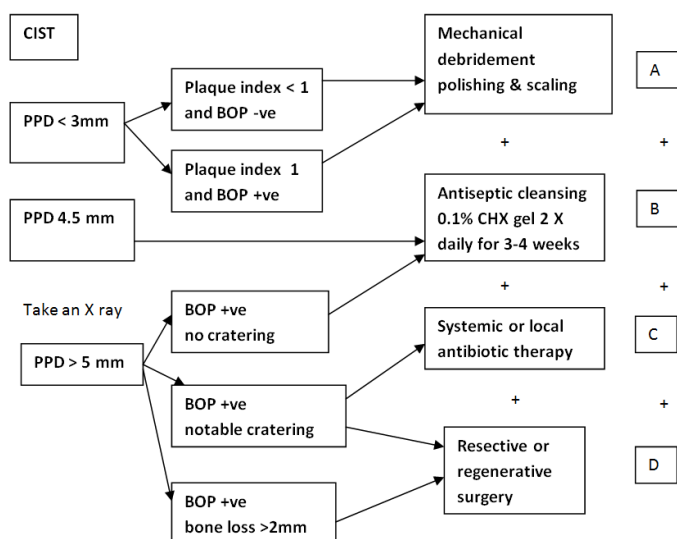 CIST
PPD < 3mm
Plaque index < 1
and BOP -ve
Plaque index  1
and BOP +ve
Mechanical
debridement
polishing & scaling
A
+
+
PPD 4.5 mm
Antiseptic cleansing
0.1% CHX gel 2 X
daily for 3-4 weeks
B
+
+
Take an X ray
PPD > 5 mm
BOP +ve
no cratering
Systemic or local
antibiotic therapy
C
+
+
BOP +ve
notable cratering
Resective or
regenerative
surgery
D
BOP +ve
bone loss >2mm